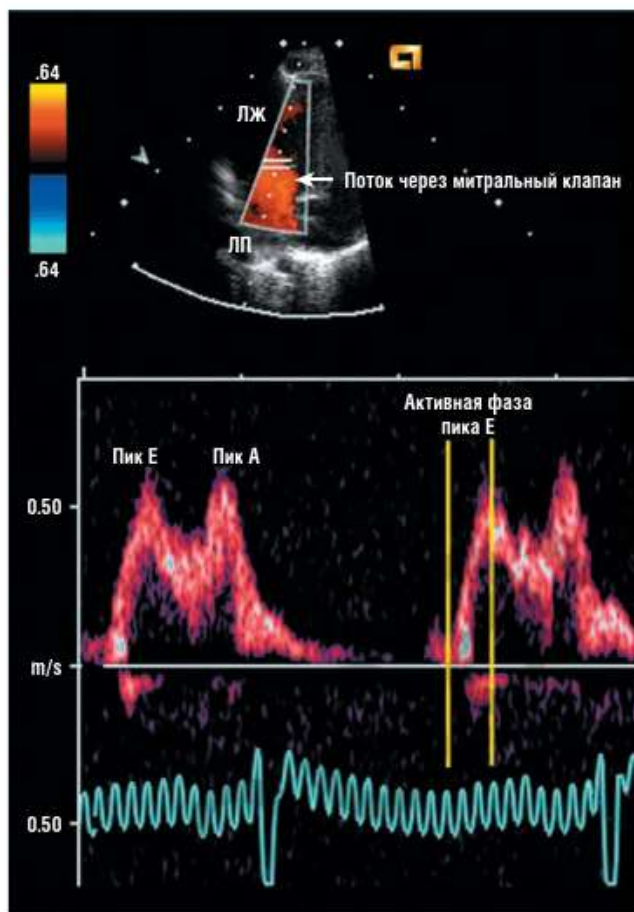 .64
ЛЖ
Поток через митральный клапан
.64
ЛП
Активная фаза
пика Е
Пик Е
Пик А
0.50
m/s
0.50